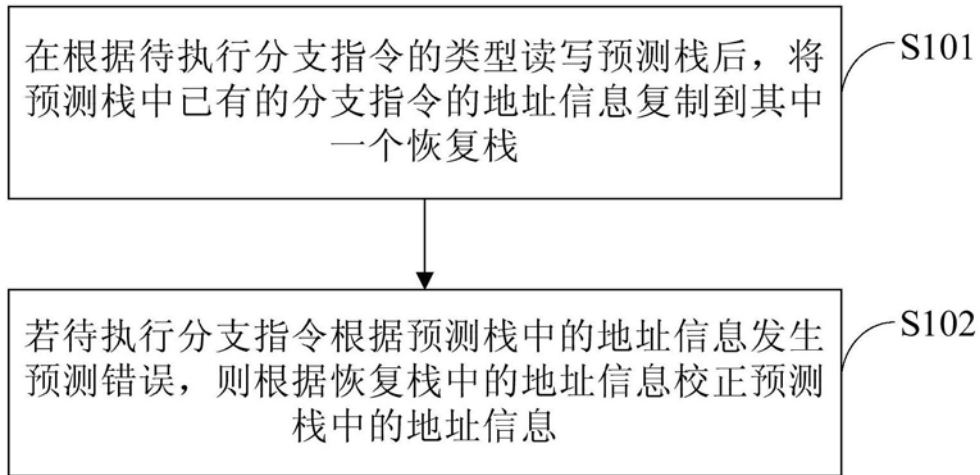 在根据待执行分支指令的类型读写预测栈后，将
预测栈中已有的分支指令的地址信息复制到其中
一个恢复栈
S101
若待执行分支指令根据预测栈中的地址信息发生
预测错误，则根据恢复栈中的地址信息校正预测
栈中的地址信息
S102